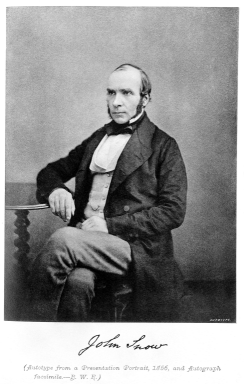 John Snow
(Autotype from a Presentation Portrait, 1856, and Autograph
facsimile.—B. W. R.)